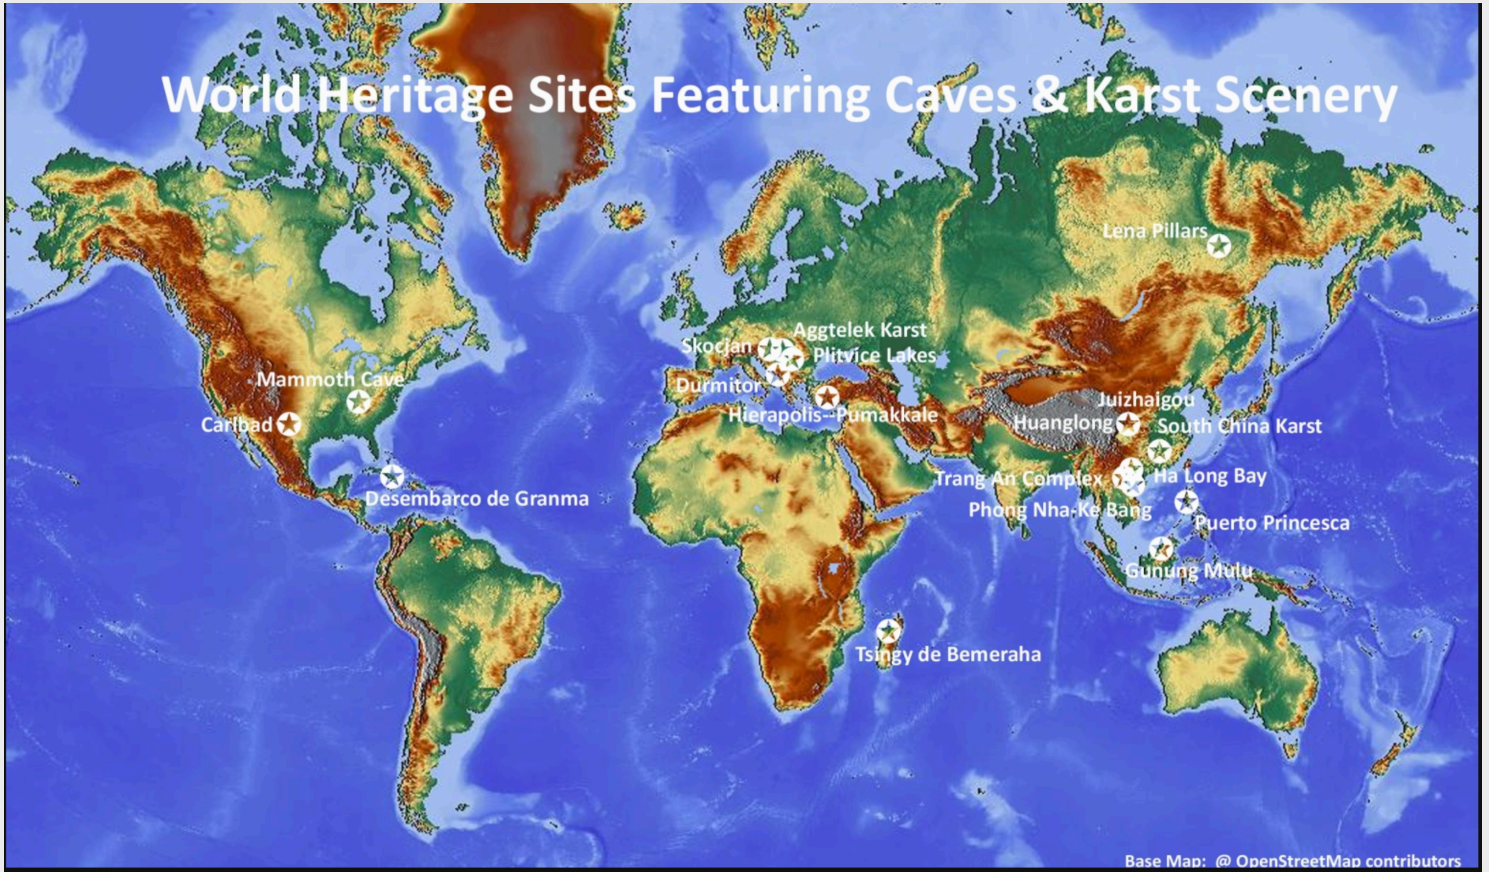 World Heritage Sites Featuring Caves & Karst Scenery
Lena Pillars
Aggtelek Karst
Skocjan
Plitvice Lakes
Durmitor
Mammoth Cave
Hierapolis--Pumakkale
Carlbad
Juizhaigou
Huanglong
South China Karst
Trang An Complex
Ha Long Bay
Desembarco de Granma
Phong Nha-Ke Bang
Puerto Princesca
Gunung Mulu
Tsingy de Bemeraha
Base Map: @ OpenStreetMap contributors